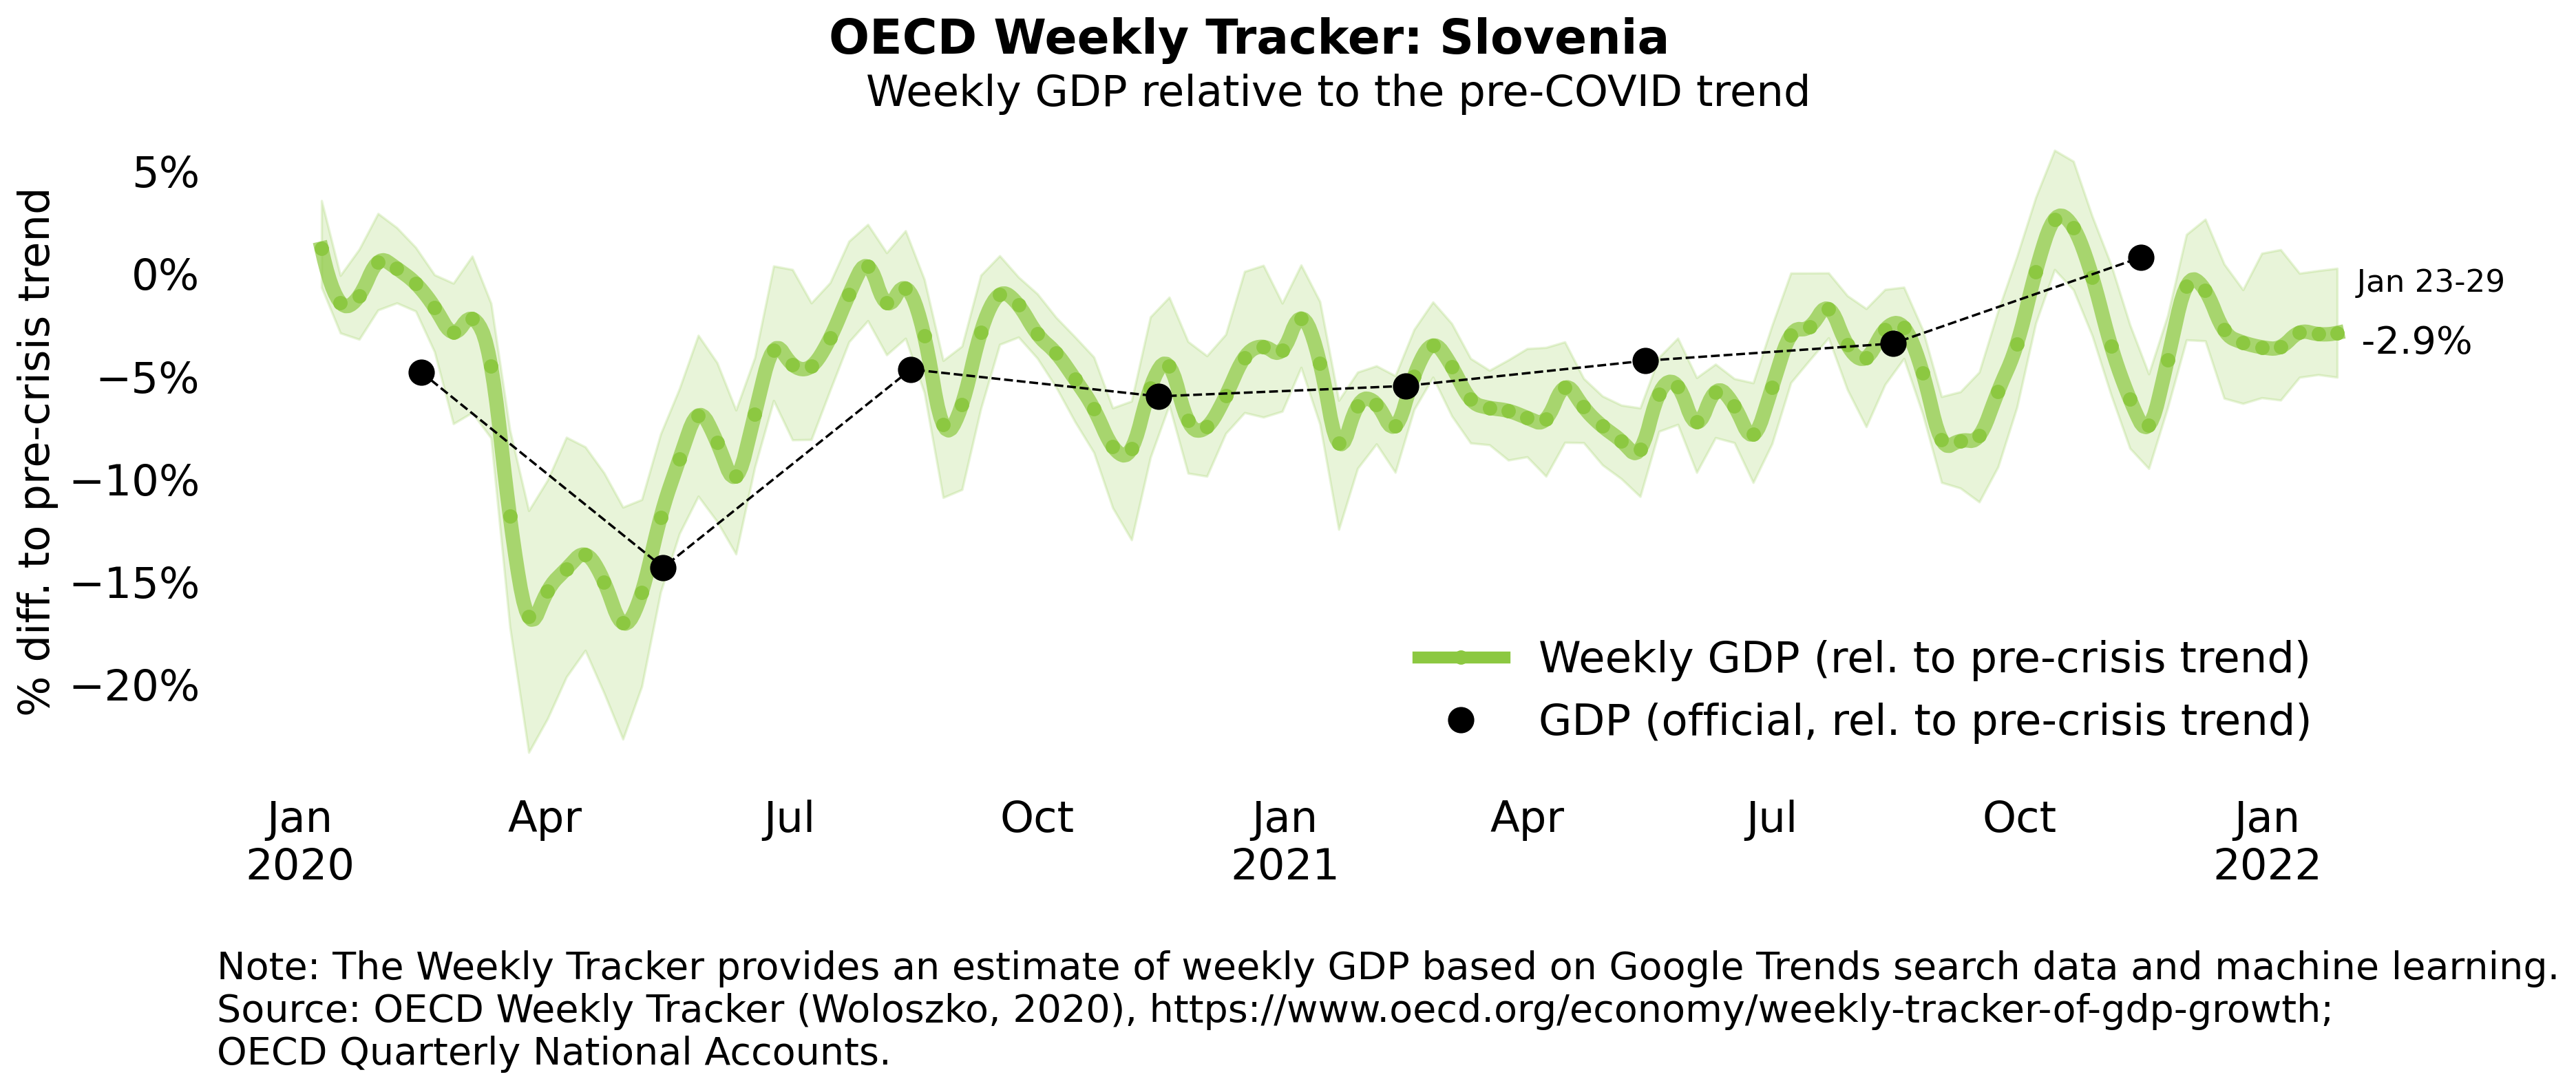 OECD Weekly Tracker: Slovenia
Weekly GDP relative to the pre-COVID trend
% diff. to pre-crisis trend
5%
0%
−5%
−10%
−15%
−20%
Jan 23-29
-2.9%
Weekly GDP (rel. to pre-crisis trend)
GDP (official, rel. to pre-crisis trend)
Jan Apr Jul Oct Jan Apr Jul Oct Jan
2020 2021 2022
Note: The Weekly Tracker provides an estimate of weekly GDP based on Google Trends search data and machine learning.
Source: OECD Weekly Tracker (Woloszko, 2020), https://www.oecd.org/economy/weekly-tracker-of-gdp-growth;
OECD Quarterly National Accounts.